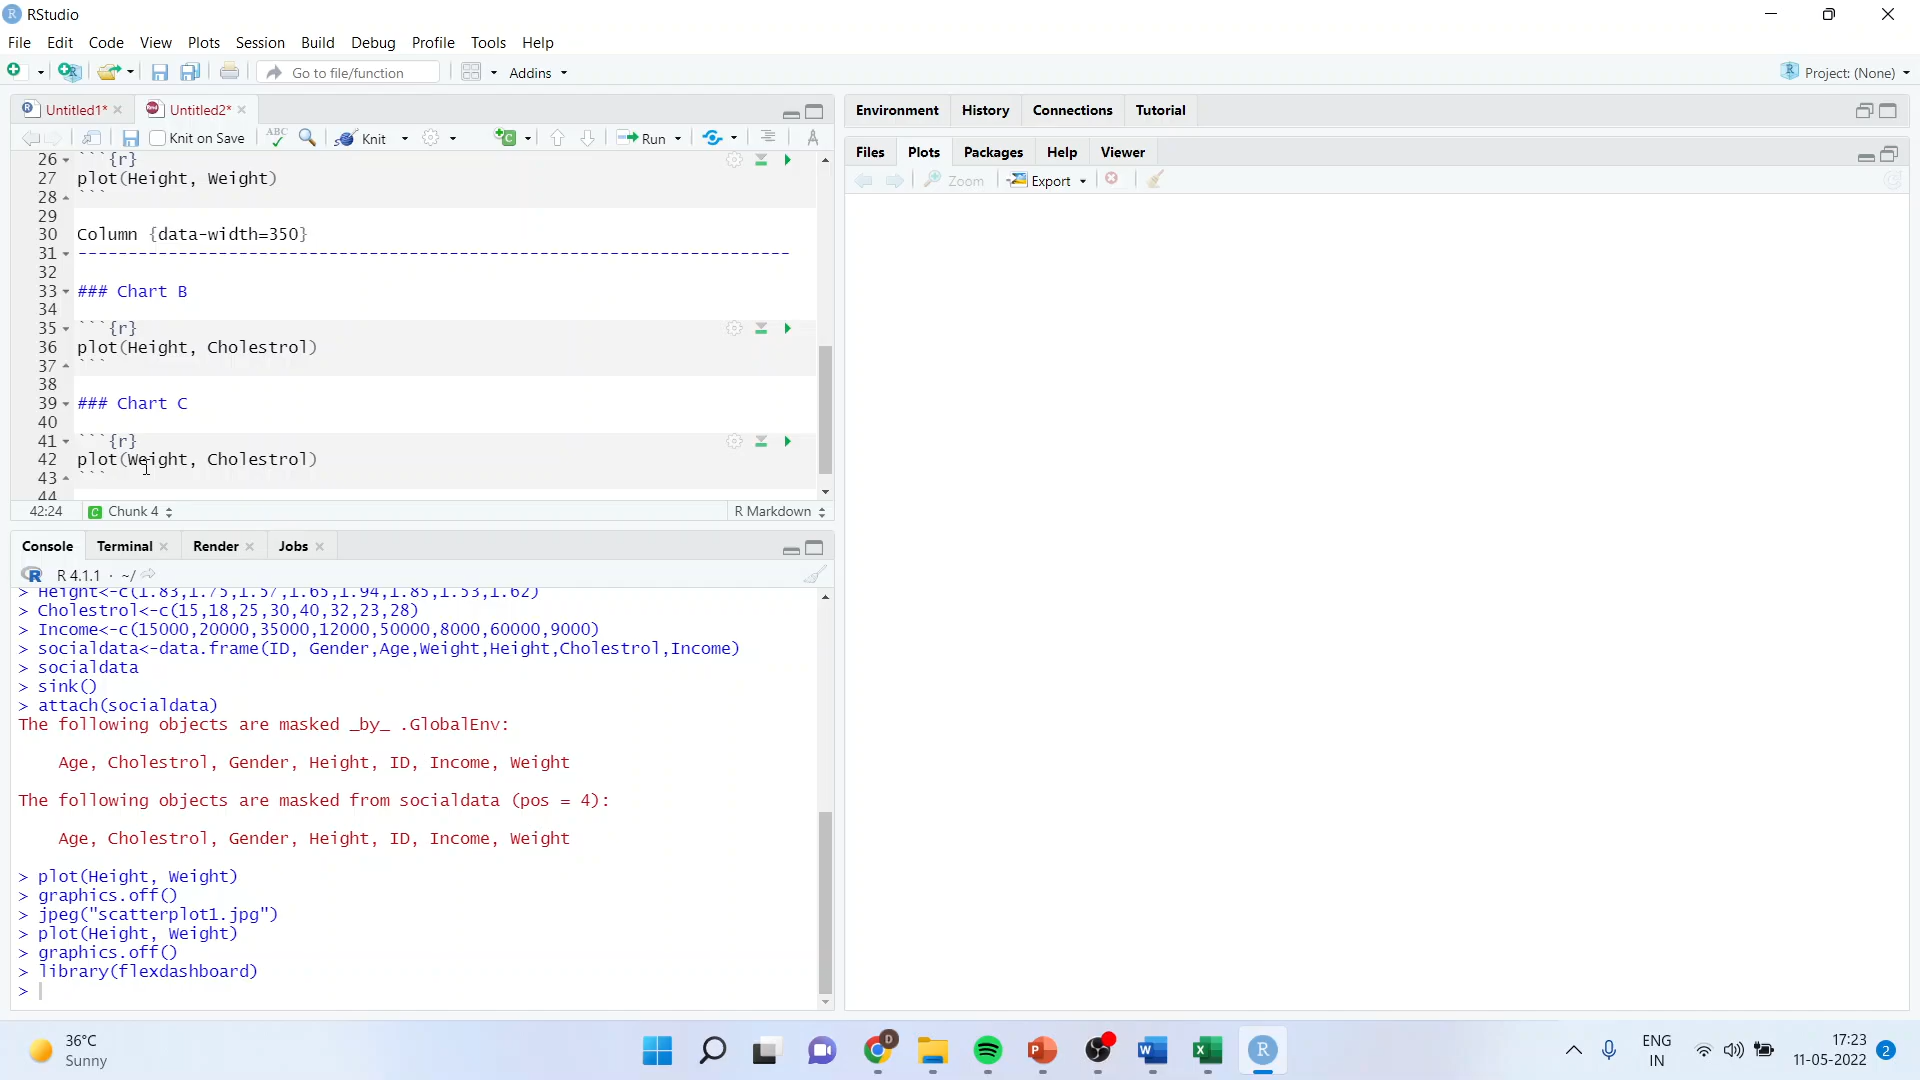 RStudio
File Edit Code View Plots Session Build Debug Profile Tools Help
Go to file/function Addins Project: (None)
Untitled1* Untitled2*
Knit on Save ABC Knit Run
26 ```{r}
27 plot(Height, Weight)
28 ```
29
30 Column {data-width=350}
31 -----------------------------------------------------------------------
32
33 ### Chart B
34
35 ```{r}
36 plot(Height, Cholestrol)
37 ```
38
39 ### Chart C
40
41 ```{r}
42 plot(Weight, Cholestrol)
43 ```
44
42:24 C Chunk 4 R Markdown
Console Terminal Render Jobs
R 4.1.1 · ~/
> Height<-c(1.83,1.75,1.57,1.65,1.94,1.85,1.53,1.62)
> Cholestrol<-c(15,18,25,30,40,32,23,28)
> Income<-c(15000,20000,35000,12000,50000,8000,60000,9000)
> socialdata<-data.frame(ID, Gender,Age,Weight,Height,Cholestrol,Income)
> socialdata
> sink()
> attach(socialdata)
The following objects are masked _by_ .GlobalEnv:
Age, Cholestrol, Gender, Height, ID, Income, Weight
The following objects are masked from socialdata (pos = 4):
Age, Cholestrol, Gender, Height, ID, Income, Weight
> plot(Height, Weight)
> graphics.off()
> jpeg("scatterplot1.jpg")
> plot(Height, Weight)
> graphics.off()
> library(flexdashboard)
>
Environment History Connections Tutorial
Files Plots Packages Help Viewer
Zoom Export
36°C
Sunny
ENG
IN
17:23
11-05-2022
2